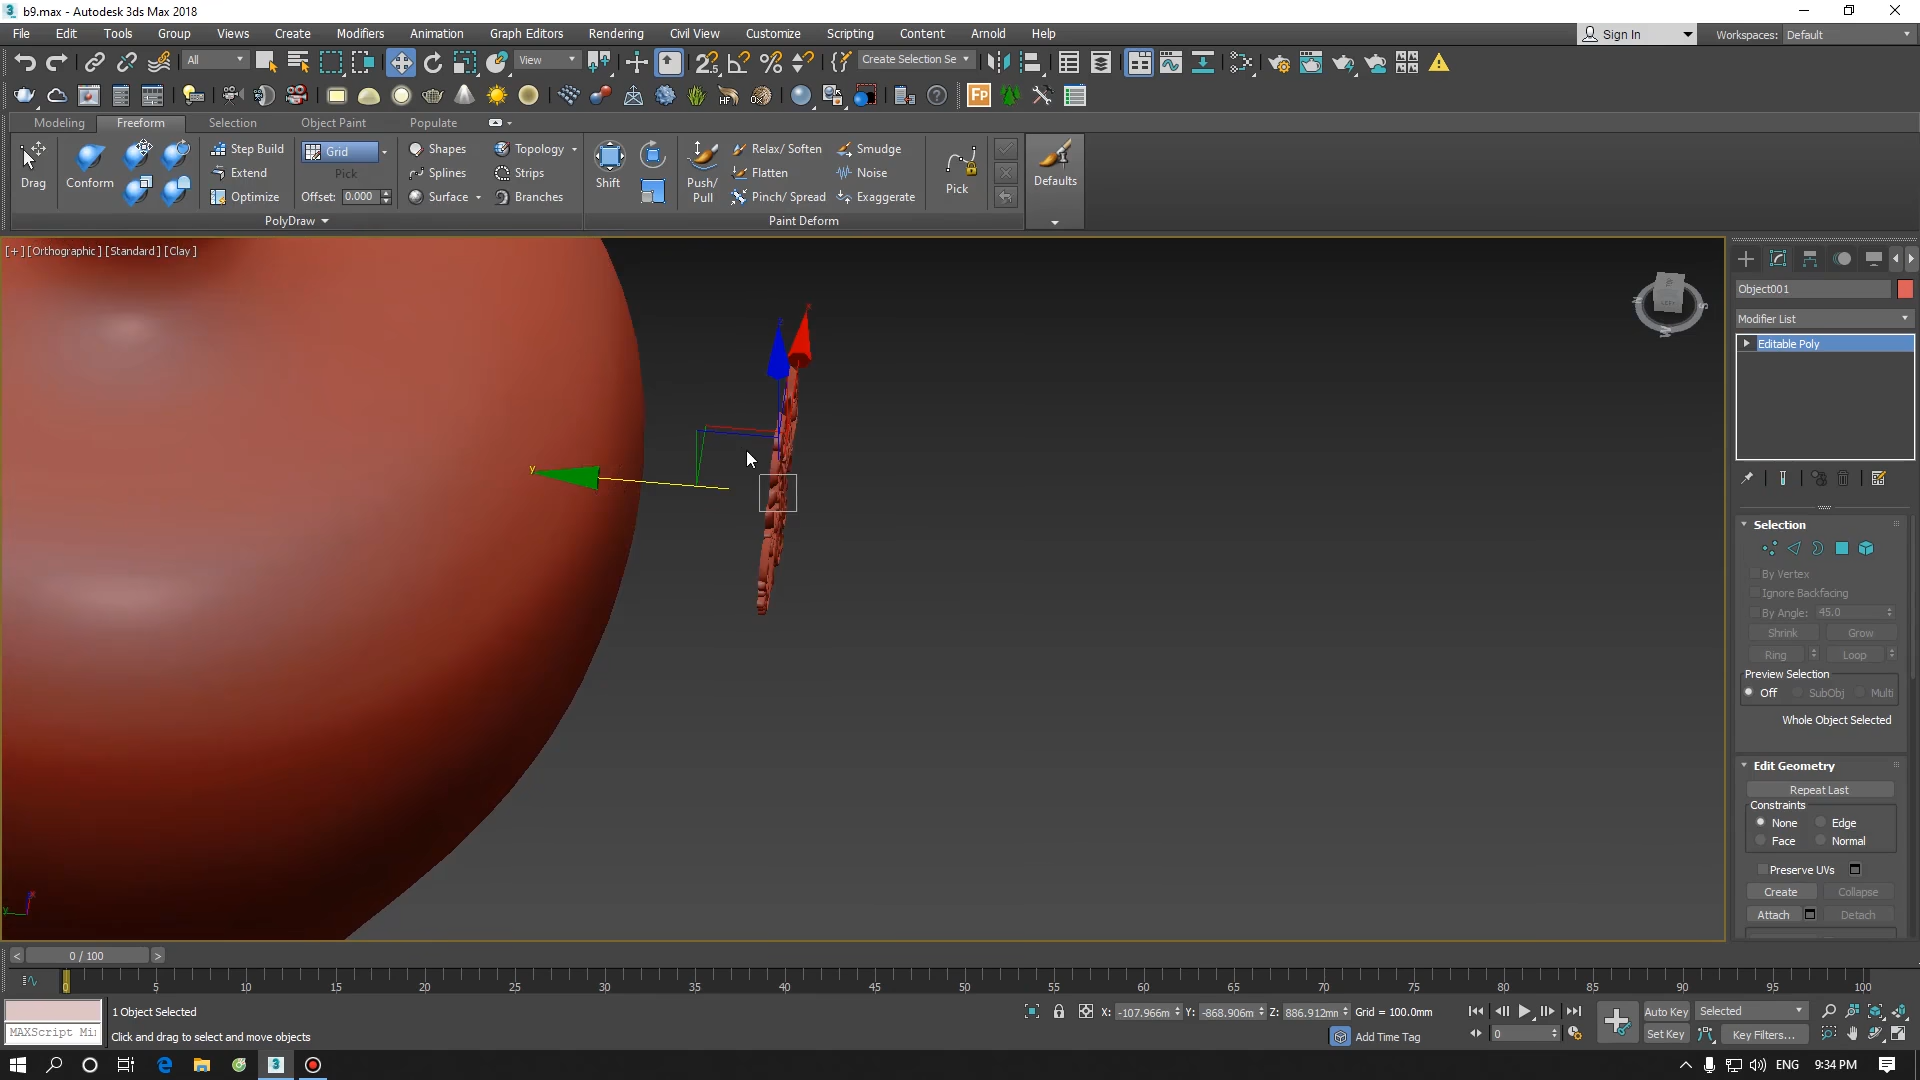 b9.max - Autodesk 3ds Max 2018
File Edit Tools Group Views Create Modifiers Animation Graph Editors Rendering Civil View Customize Scripting Content Arnold Help
Sign In Workspaces: Default
All View Create Selection Se
HF Ox Fp
Modeling Freeform Selection Object Paint Populate
Step Build Grid Shapes Topology Relax/ Soften Smudge
Drag Conform Extend Pick Splines Strips Shift Push/ Pull Flatten Noise Pick Defaults
Optimize Offset: 0.000 Surface Branches Pinch/ Spread Exaggerate
PolyDraw Paint Deform
[+] [Orthographic ] [Standard ] [Clay ]
Object001
Modifier List
Editable Poly
Selection
By Vertex
Ignore Backfacing
By Angle: 45.0
Shrink Grow
Ring Loop
Preview Selection
Off SubObj Multi
Whole Object Selected
Edit Geometry
Repeat Last
Constraints
None Edge
Face Normal
Preserve UVs
Create Collapse
Attach Detach
y
z
y
< 0 / 100 >
0 5 10 15 20 25 30 35 40 45 50 55 60 65 70 75 80 85 90 95 100
1 Object Selected X: -107.966m Y: -868.906m Z: 886.912mn Grid = 100.0mm Auto Key Selected
MAXScript Mi Click and drag to select and move objects Add Time Tag 0 Set Key Key Filters...
ENG 9:34 PM